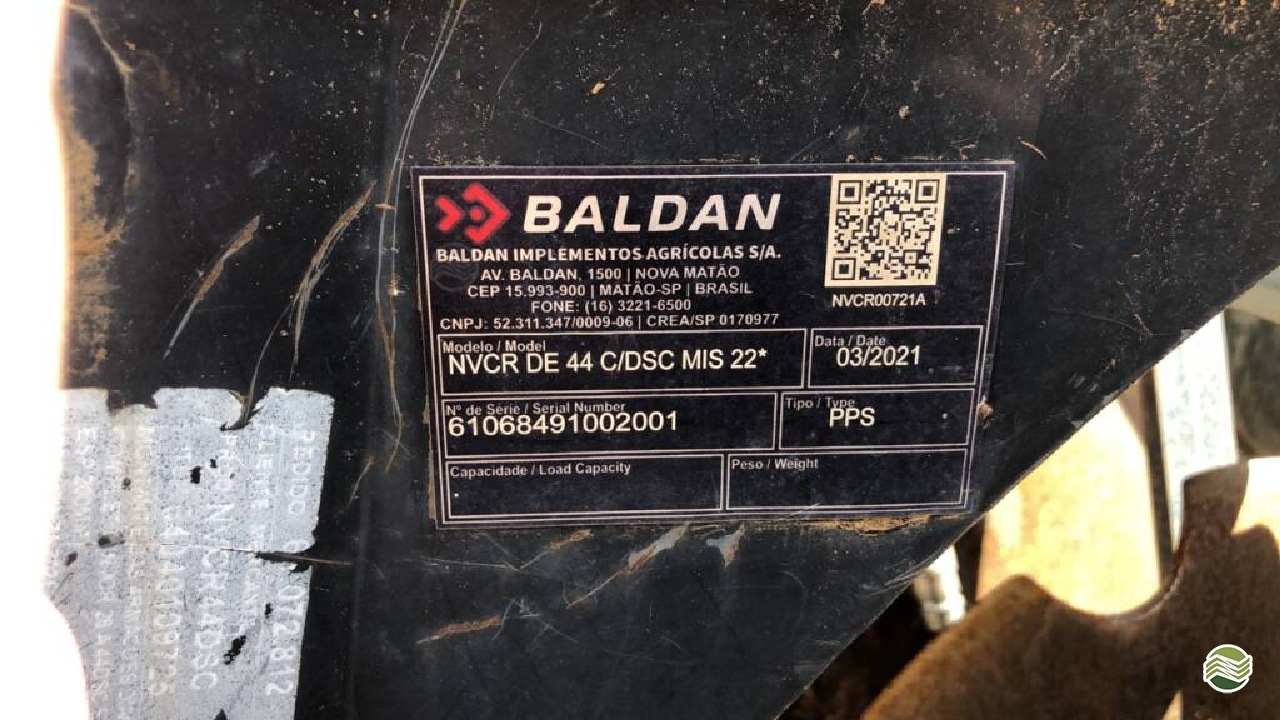 BALDAN
BALDAN IMPLEMENTOS AGRÍCOLAS S/A.
AV. BALDAN, 1500 | NOVA MATÃO
CEP 15.993-900 | MATÃO-SP | BRASIL
FONE: (16) 3221-6500
CNPJ: 52.311.347/0009-06 | CREA/SP 0170977
NVCR00721A
Modelo / Model
NVCR DE 44 C/DSC MIS 22*
Data / Date
03/2021
N° de Série / Serial Number
61068491002001
Tipo / Type
PPS
Capacidade / Load Capacity
.
Peso / Weight